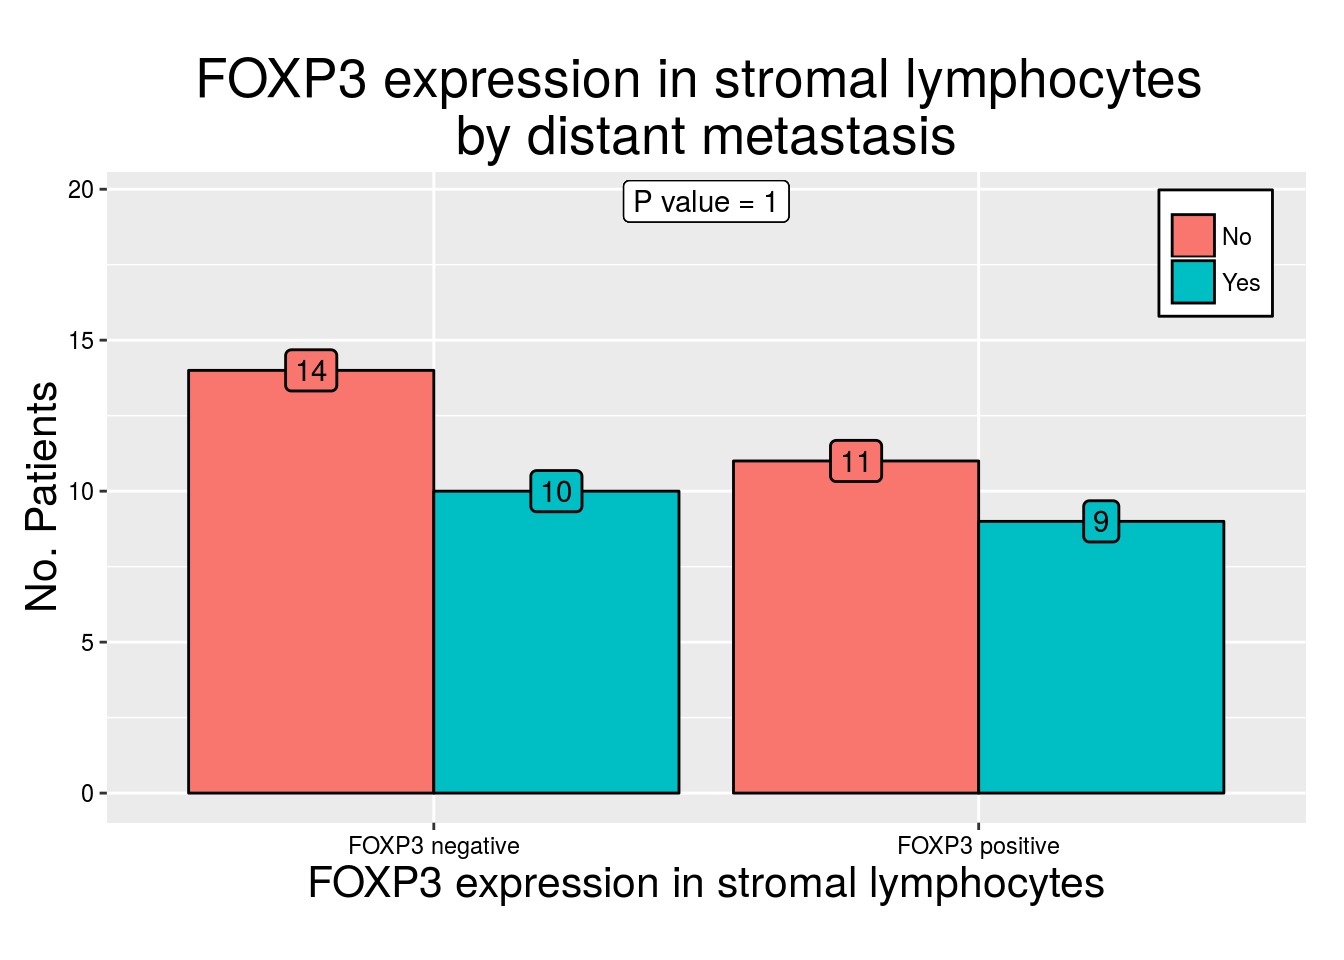 FOXP3 expression in stromal lymphocytes
by distant metastasis
P value = 1
No
Yes
No. Patients
20
15
10
5
0
14
10
11
9
FOXP3 negative
FOXP3 positive
FOXP3 expression in stromal lymphocytes